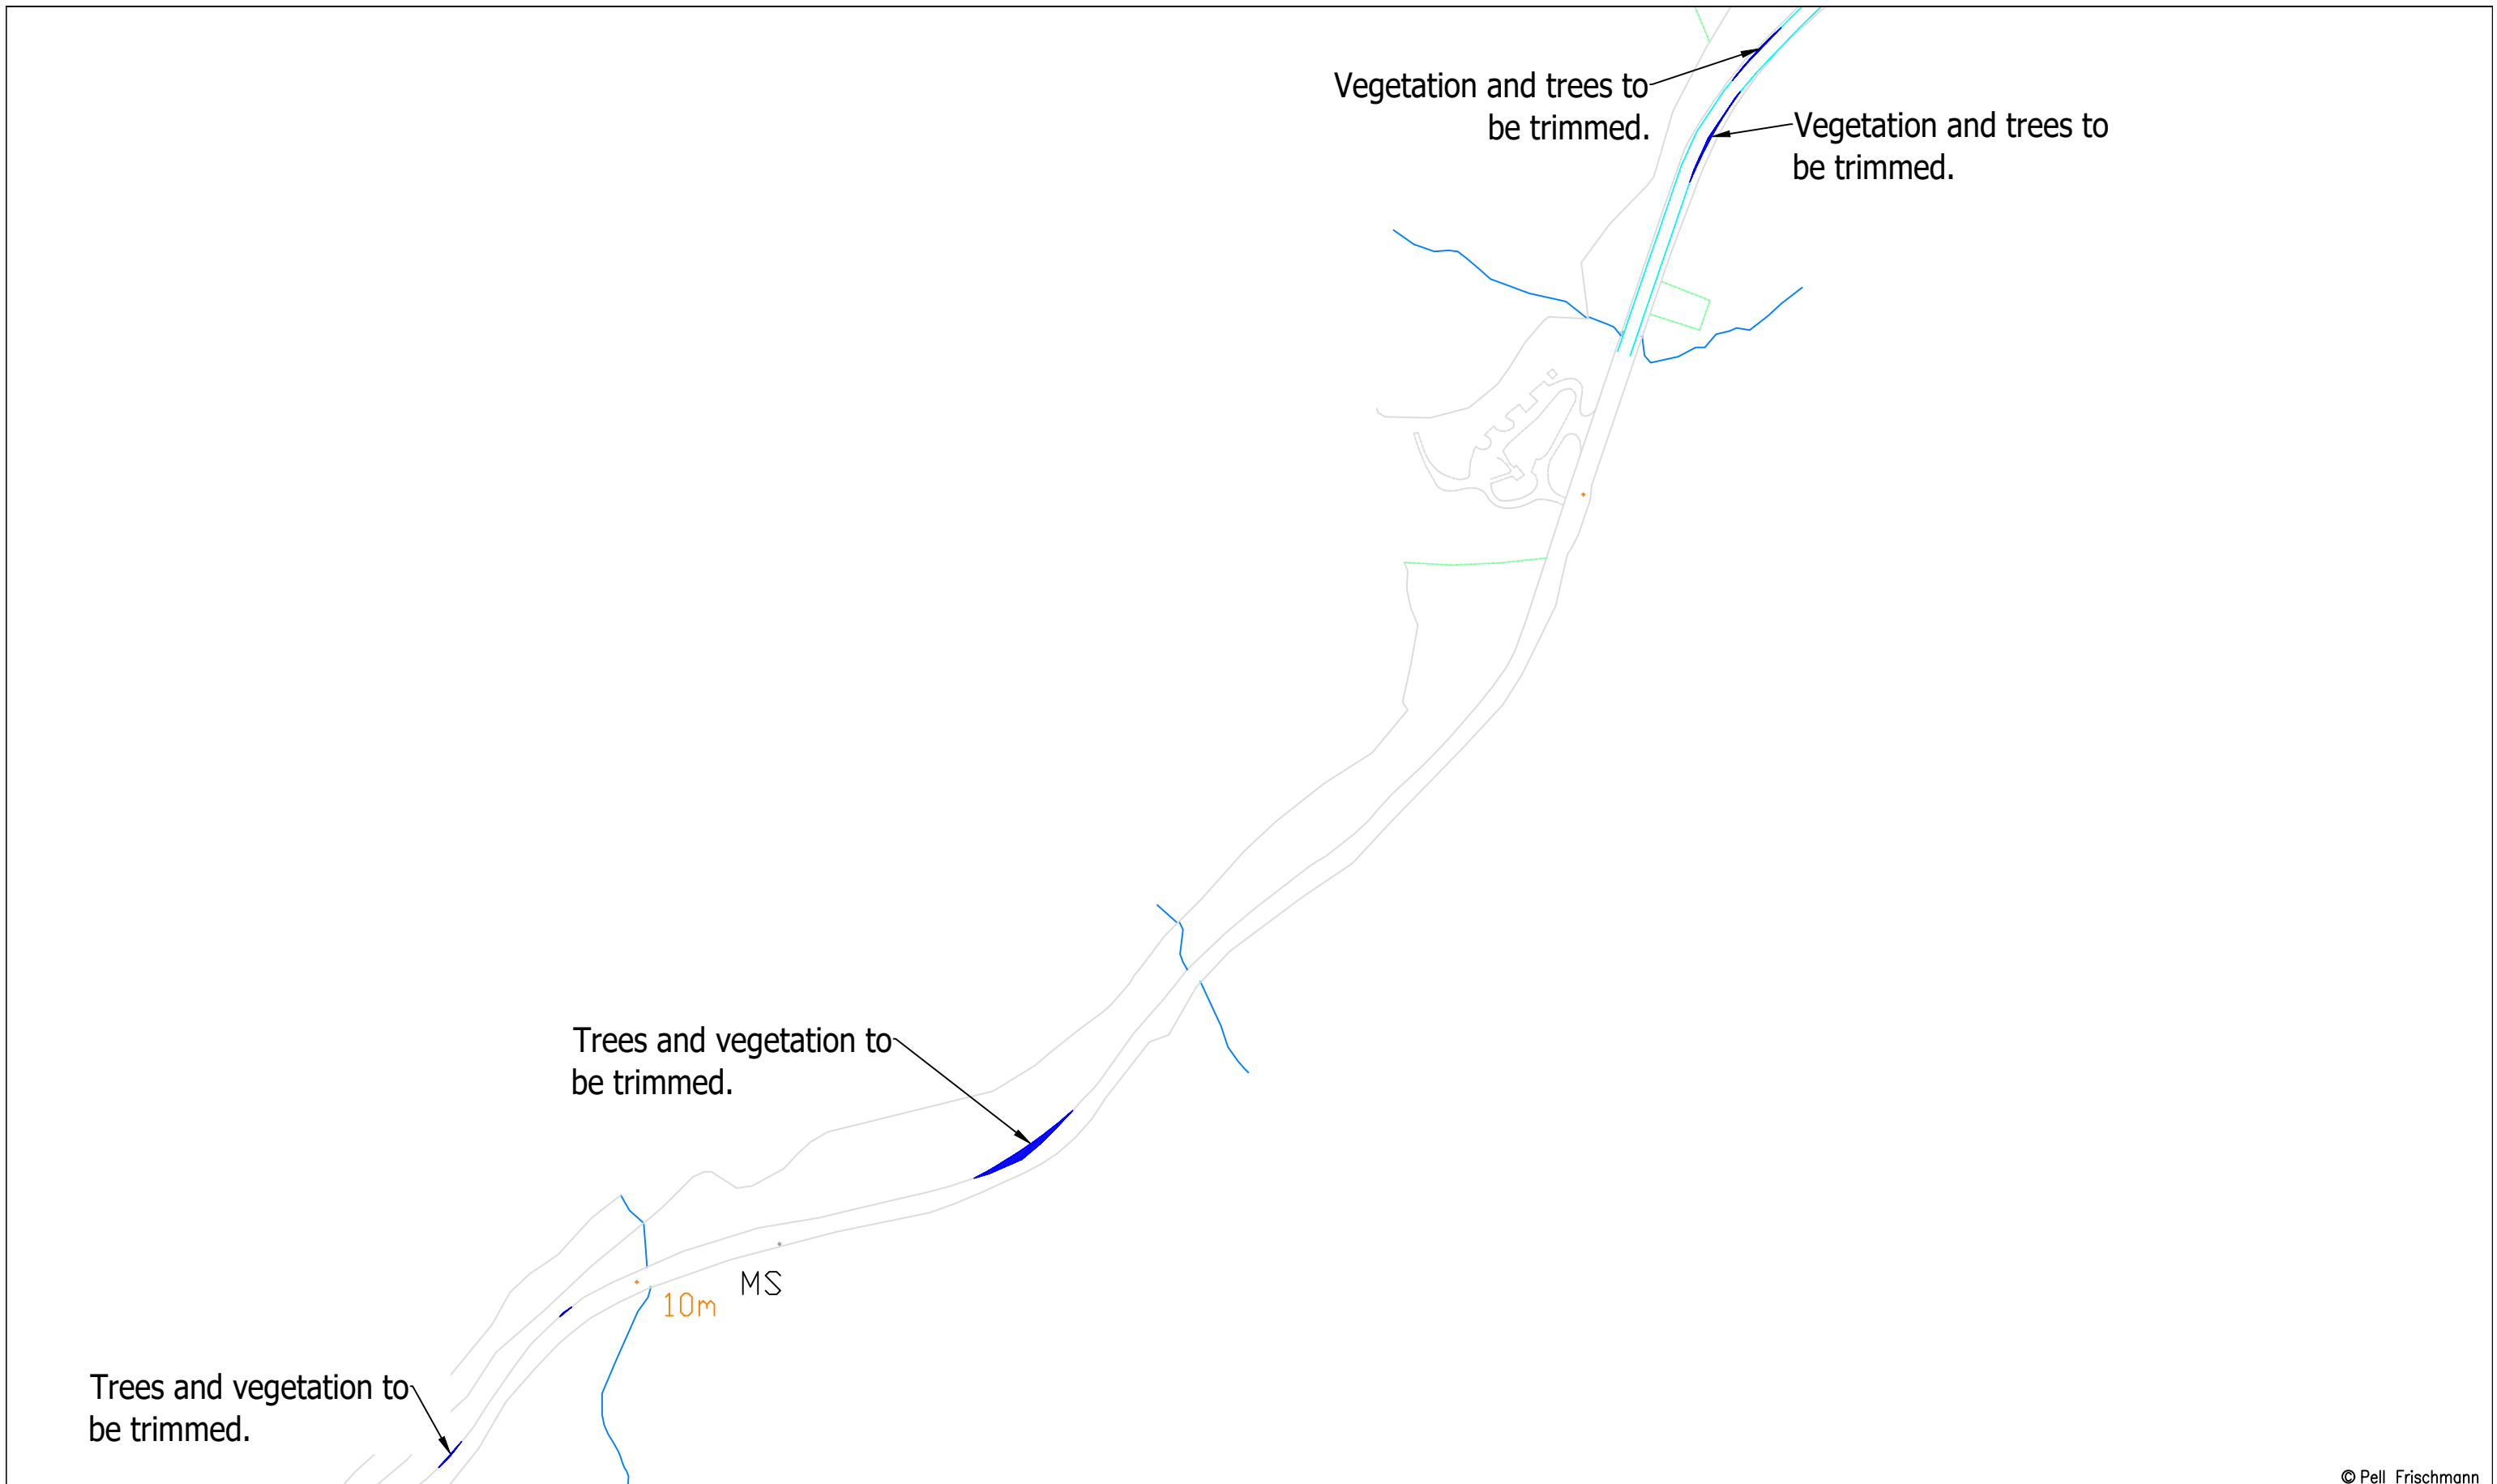 Vegetation and trees to
be trimmed.
Vegetation and trees to
be trimmed.
Trees and vegetation to
be trimmed.
MS
10m
Trees and vegetation to
be trimmed.
© Pell Frischmann